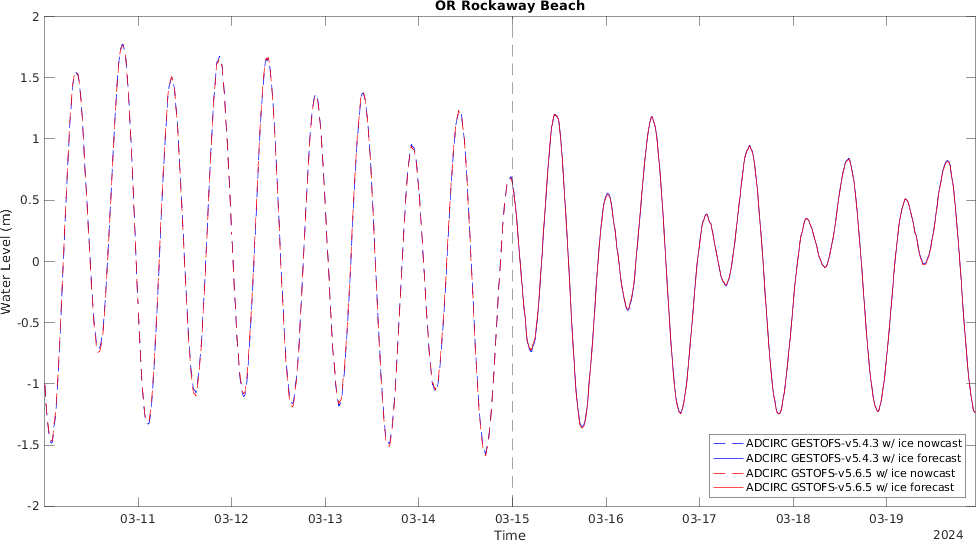 OR Rockaway Beach
2
1.5
1
0.5
0
-0.5
-1
-1.5
-2
Water Level (m)
ADCIRC GESTOFS-v5.4.3 w/ ice nowcast
ADCIRC GESTOFS-v5.4.3 w/ ice forecast
ADCIRC GSTOFS-v5.6.5 w/ ice nowcast
ADCIRC GSTOFS-v5.6.5 w/ ice forecast
03-11 03-12 03-13 03-14 03-15 03-16 03-17 03-18 03-19
Time
2024